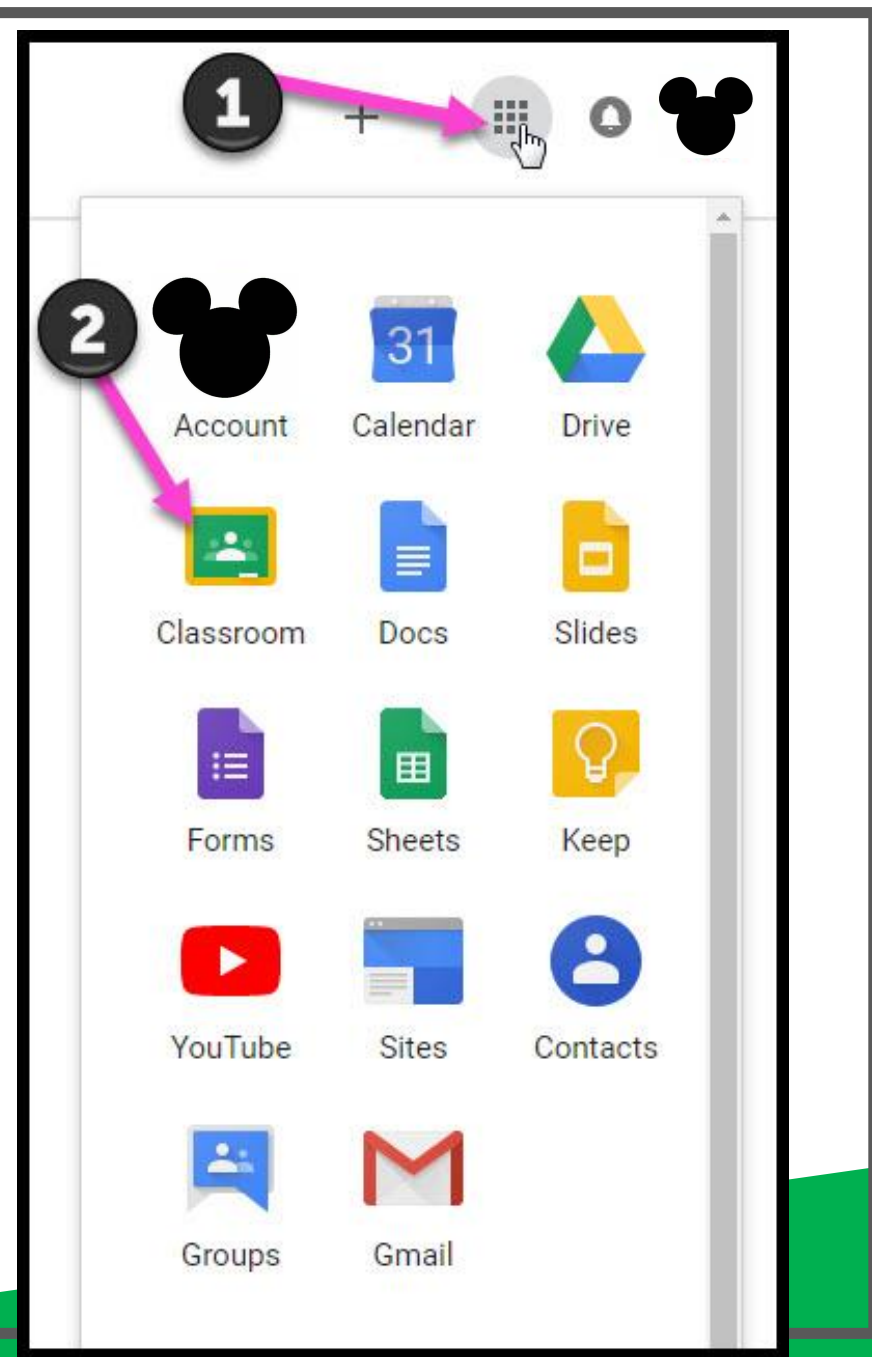 1
2
31
Account Calendar Drive
Classroom Docs Slides
Forms Sheets Keep
YouTube Sites Contacts
Groups Gmail